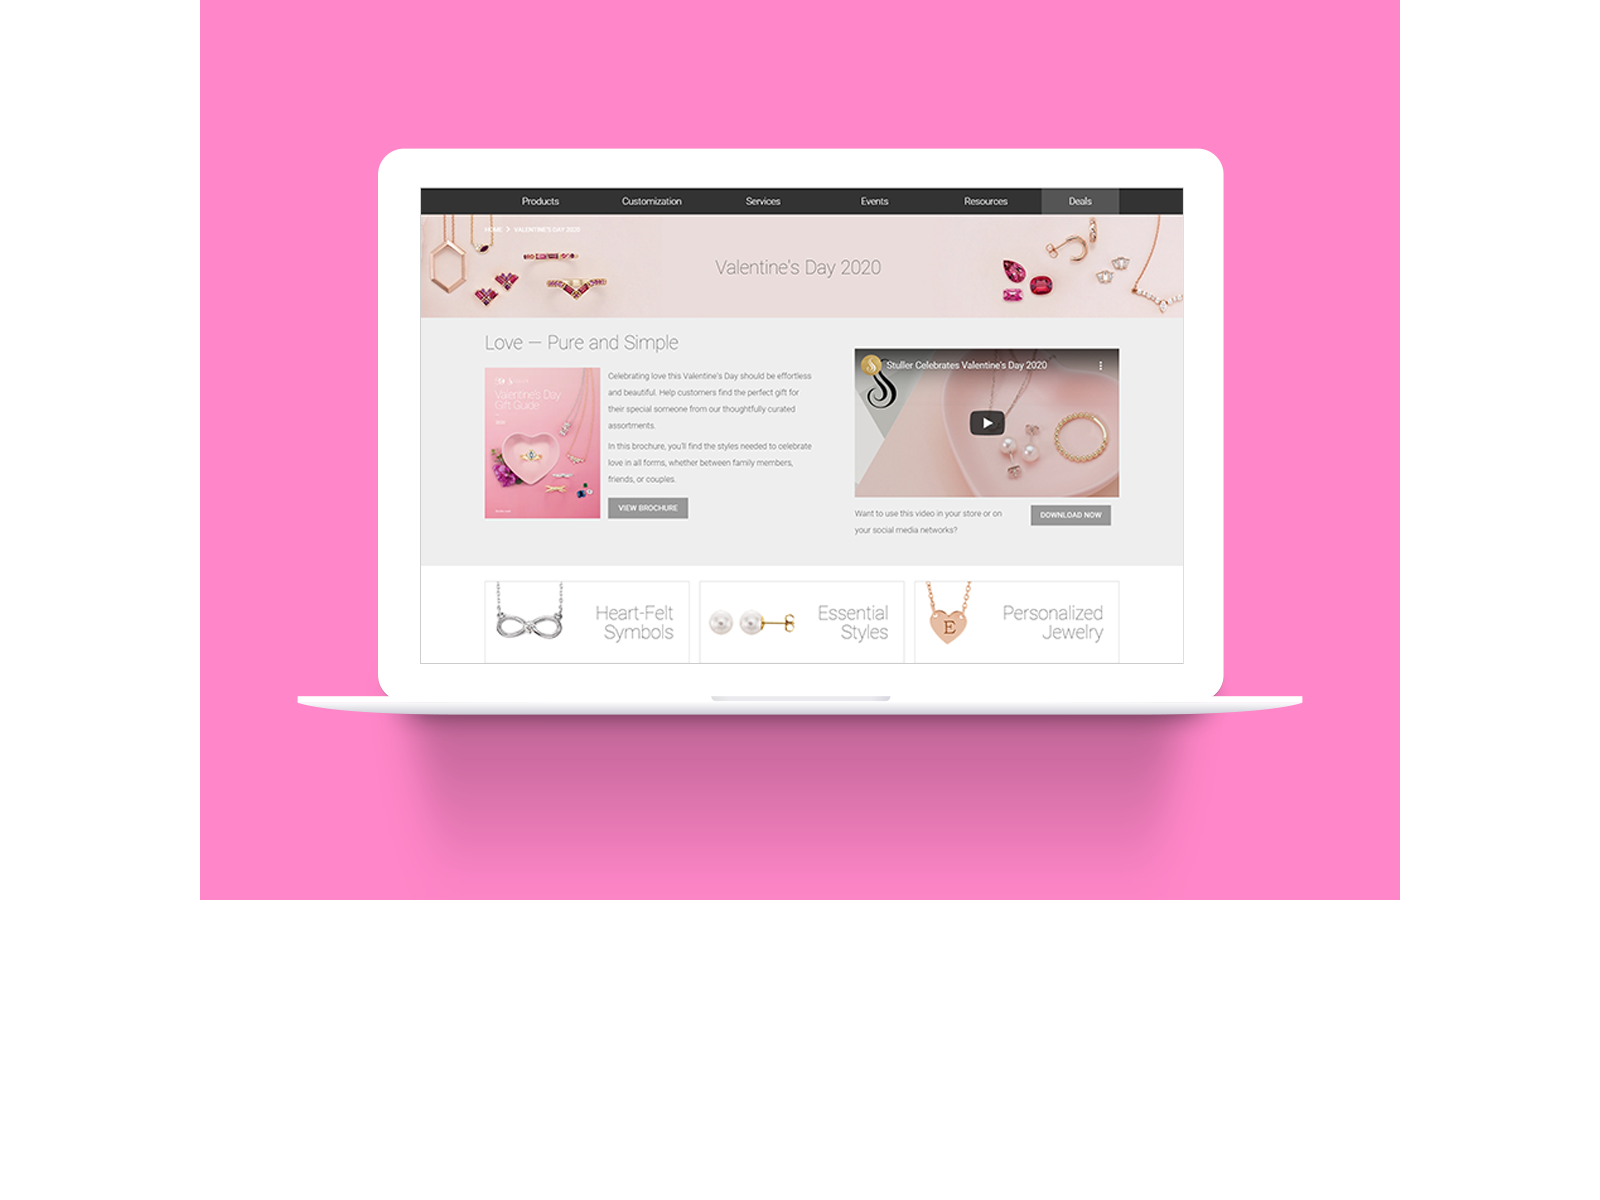 Products Customization Services Events Resources Deals
HOME > VALENTINE'S DAY 2020
Valentine's Day 2020
Love — Pure and Simple
Valentine's Day
Gift Guide
2020
Celebrating love this Valentine's Day should be effortless
and beautiful. Help customers find the perfect gift for
their special someone from our thoughtfully curated
assortments.
In this brochure, you'll find the styles needed to celebrate
love in all forms, whether between family members,
friends, or couples.
VIEW BROCHURE
Stuller Celebrates Valentine's Day 2020
Want to use this video in your store or on
your social media networks?
DOWNLOAD NOW
Heart-Felt
Symbols
Essential
Styles
E
Personalized
Jewelry